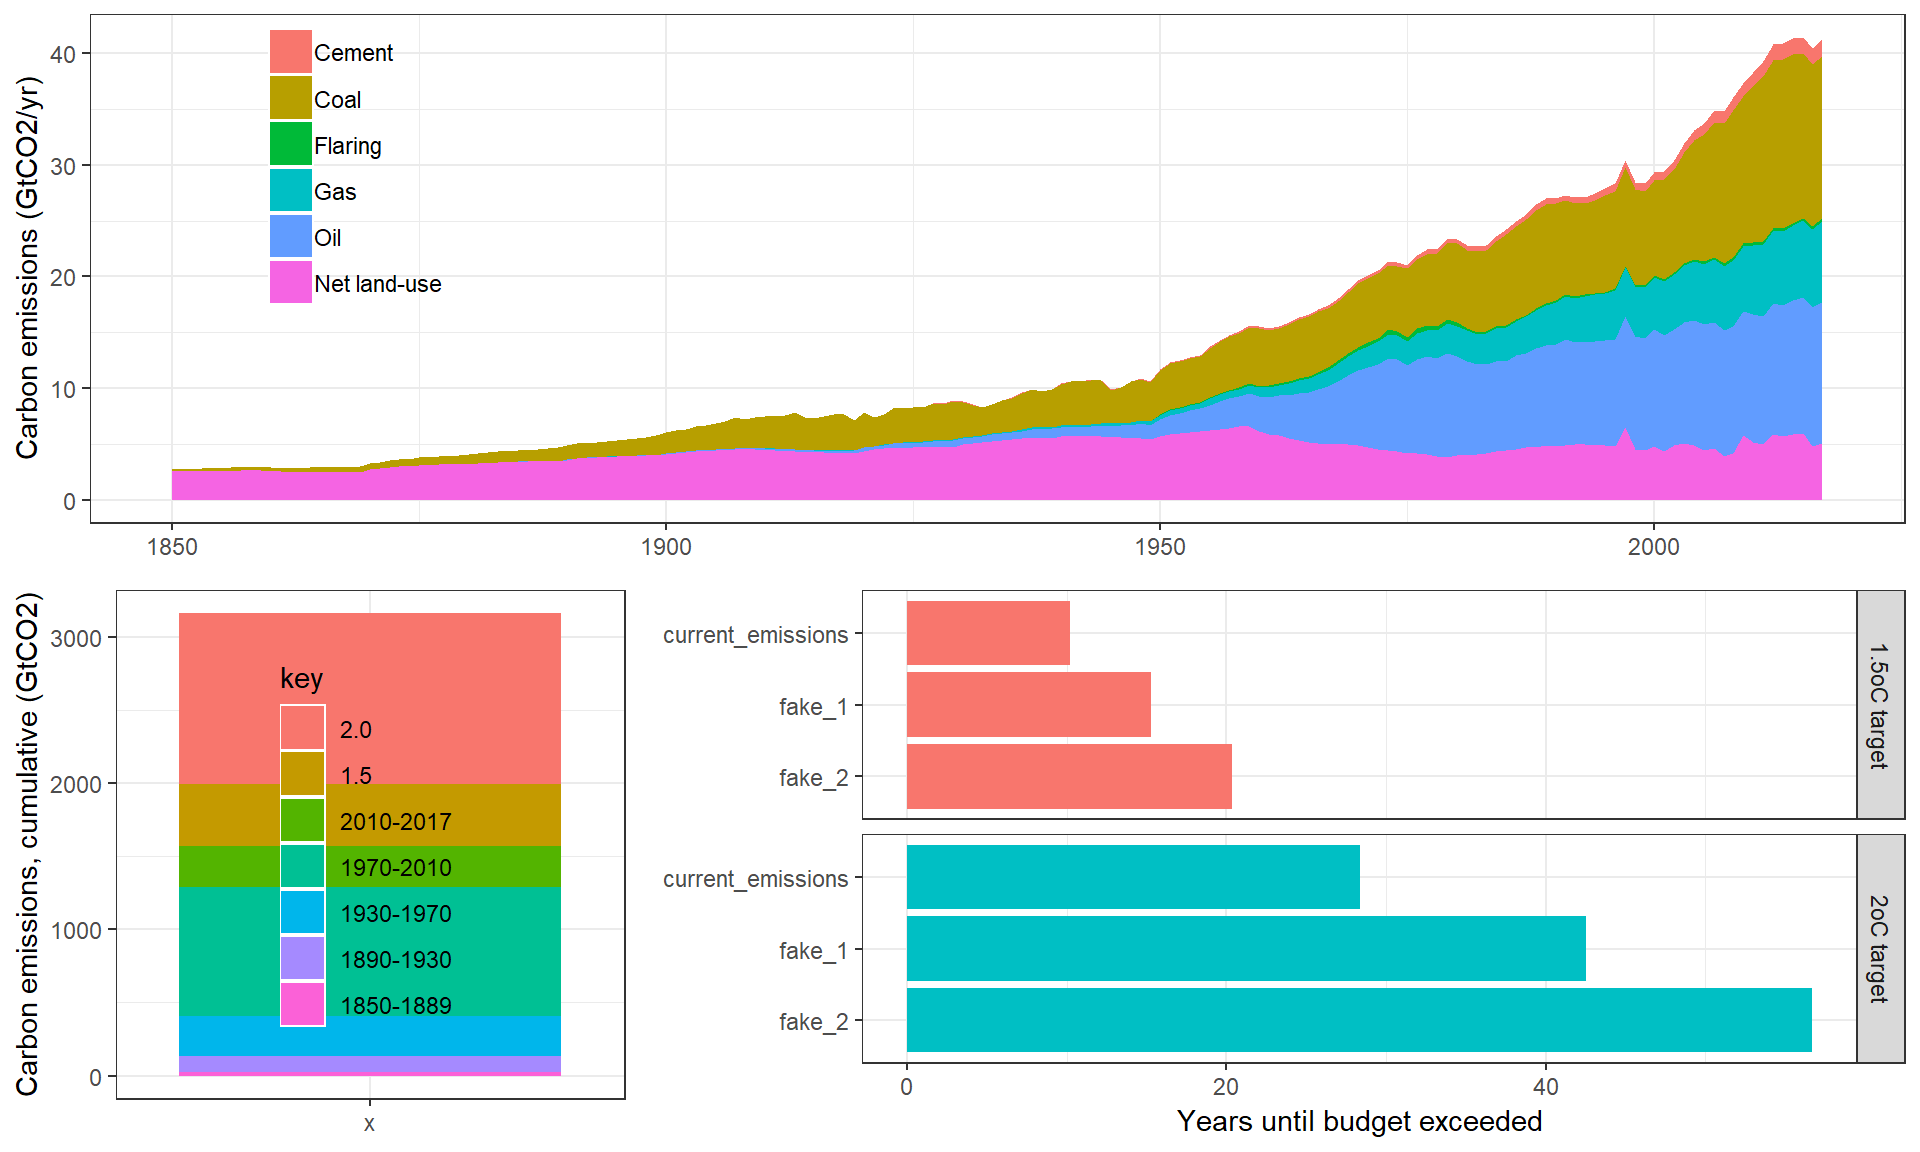 Carbon emissions (GtCO2/yr)
40
30
20
10
0
Cement
Coal
Flaring
Gas
Oil
Net land-use
1850
1900
1950
2000
Carbon emissions, cumulative (GtCO2)
3000
2000
1000
0
key
2.0
1.5
2010-2017
1970-2010
1930-1970
1890-1930
1850-1889
x
current_emissions
fake_1
fake_2
1.5oC target
current_emissions
fake_1
fake_2
2oC target
0
20
40
Years until budget exceeded